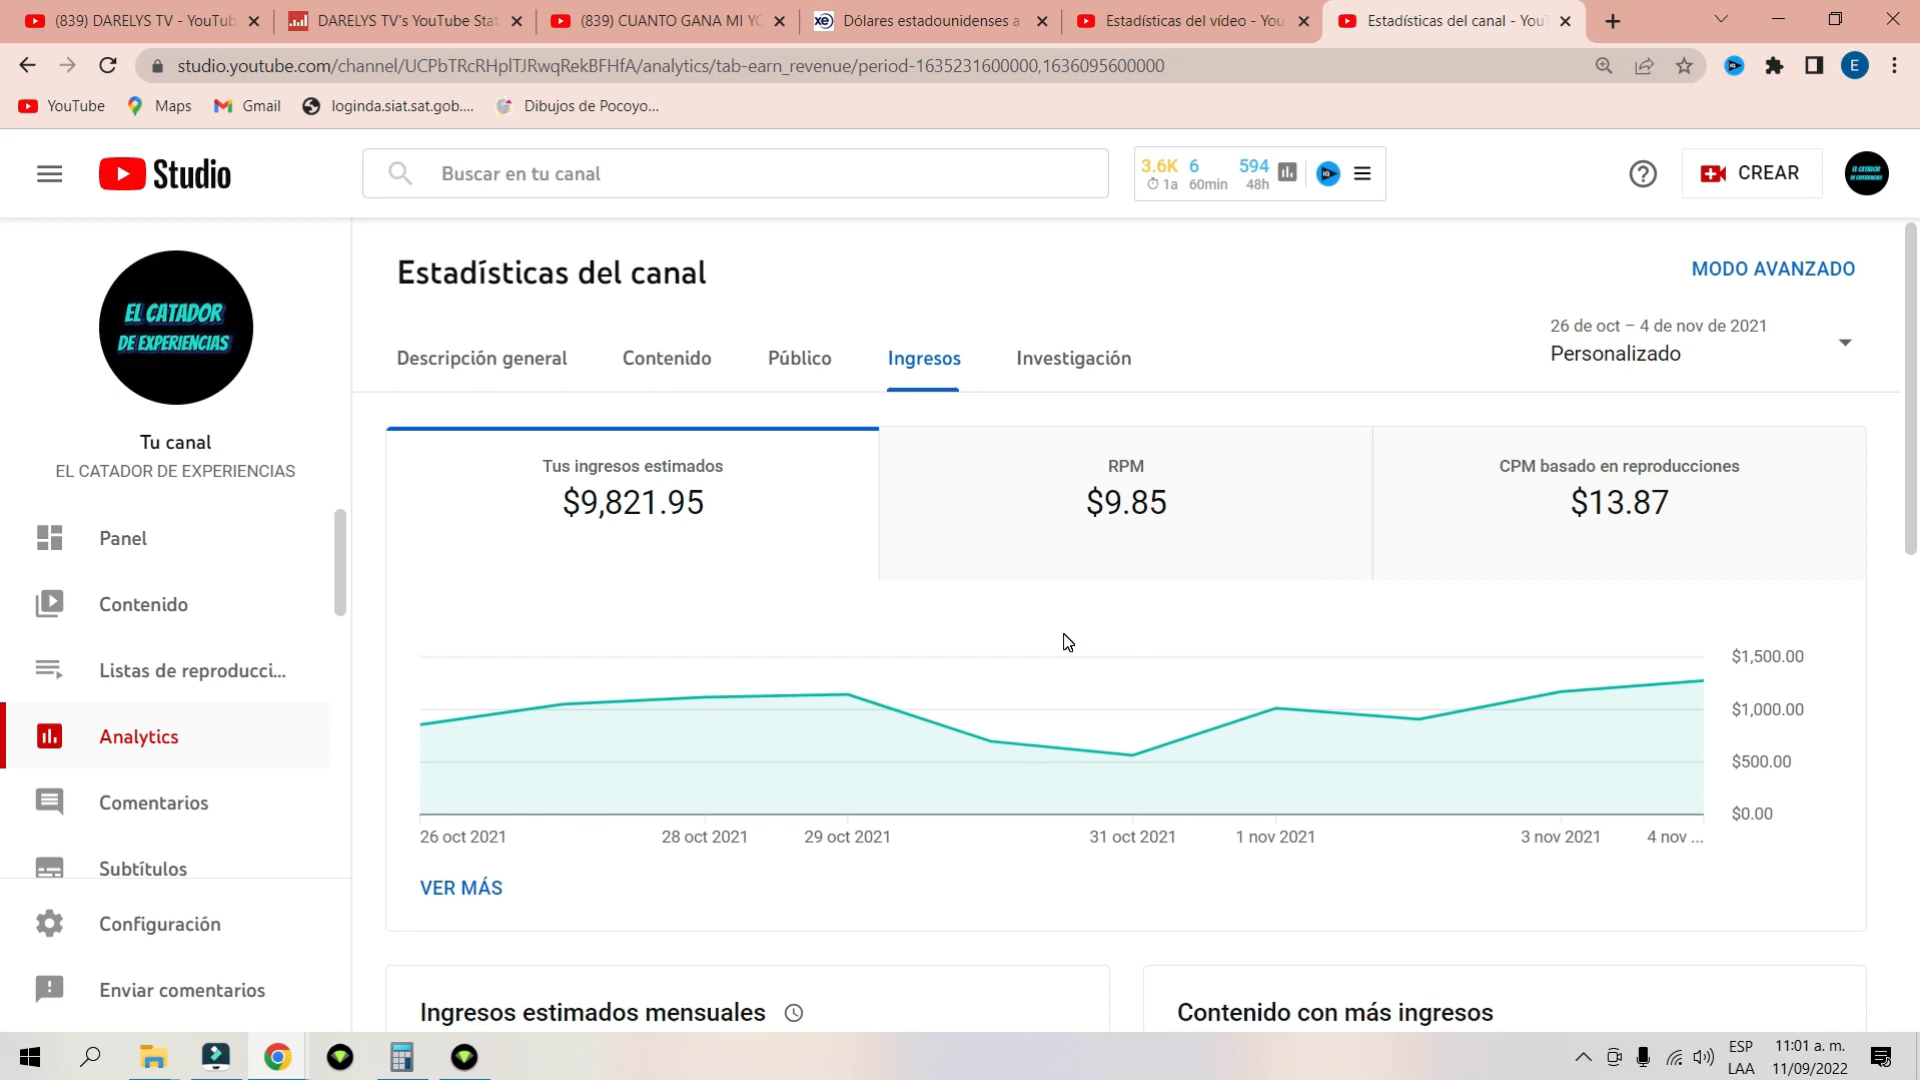 (839) DARELYS TV - YouTub
DARELYS TV's YouTube Stat
(839) CUANTO GANA MI YO
Dólares estadounidenses a
Estadísticas del vídeo - You
Estadísticas del canal - YouT
studio.youtube.com/channel/UCPbTRcRHplTJRwqRekBFHfA/analytics/tab-earn_revenue/period-1635231600000,1636095600000
E
YouTube
Maps
Gmail
loginda.siat.sat.gob....
Dibujos de Pocoyo...
Studio
Buscar en tu canal
3.6K 6 594
1a 60min 48h
CREAR
EL CATADOR
DE EXPERIENCIAS
EL CATADOR
DE EXPERIENCIAS
Tu canal
EL CATADOR DE EXPERIENCIAS
Panel
Contenido
Listas de reproducci...
Analytics
Comentarios
Subtítulos
Configuración
Enviar comentarios
Estadísticas del canal
MODO AVANZADO
26 de oct – 4 de nov de 2021
Personalizado
Descripción general
Contenido
Público
Ingresos
Investigación
Tus ingresos estimados
$9,821.95
RPM
$9.85
CPM basado en reproducciones
$13.87
$1,500.00
$1,000.00
$500.00
$0.00
26 oct 2021
28 oct 2021
29 oct 2021
31 oct 2021
1 nov 2021
3 nov 2021
4 nov ...
VER MÁS
Ingresos estimados mensuales
Contenido con más ingresos
ESP
LAA
11:01 a. m.
11/09/2022